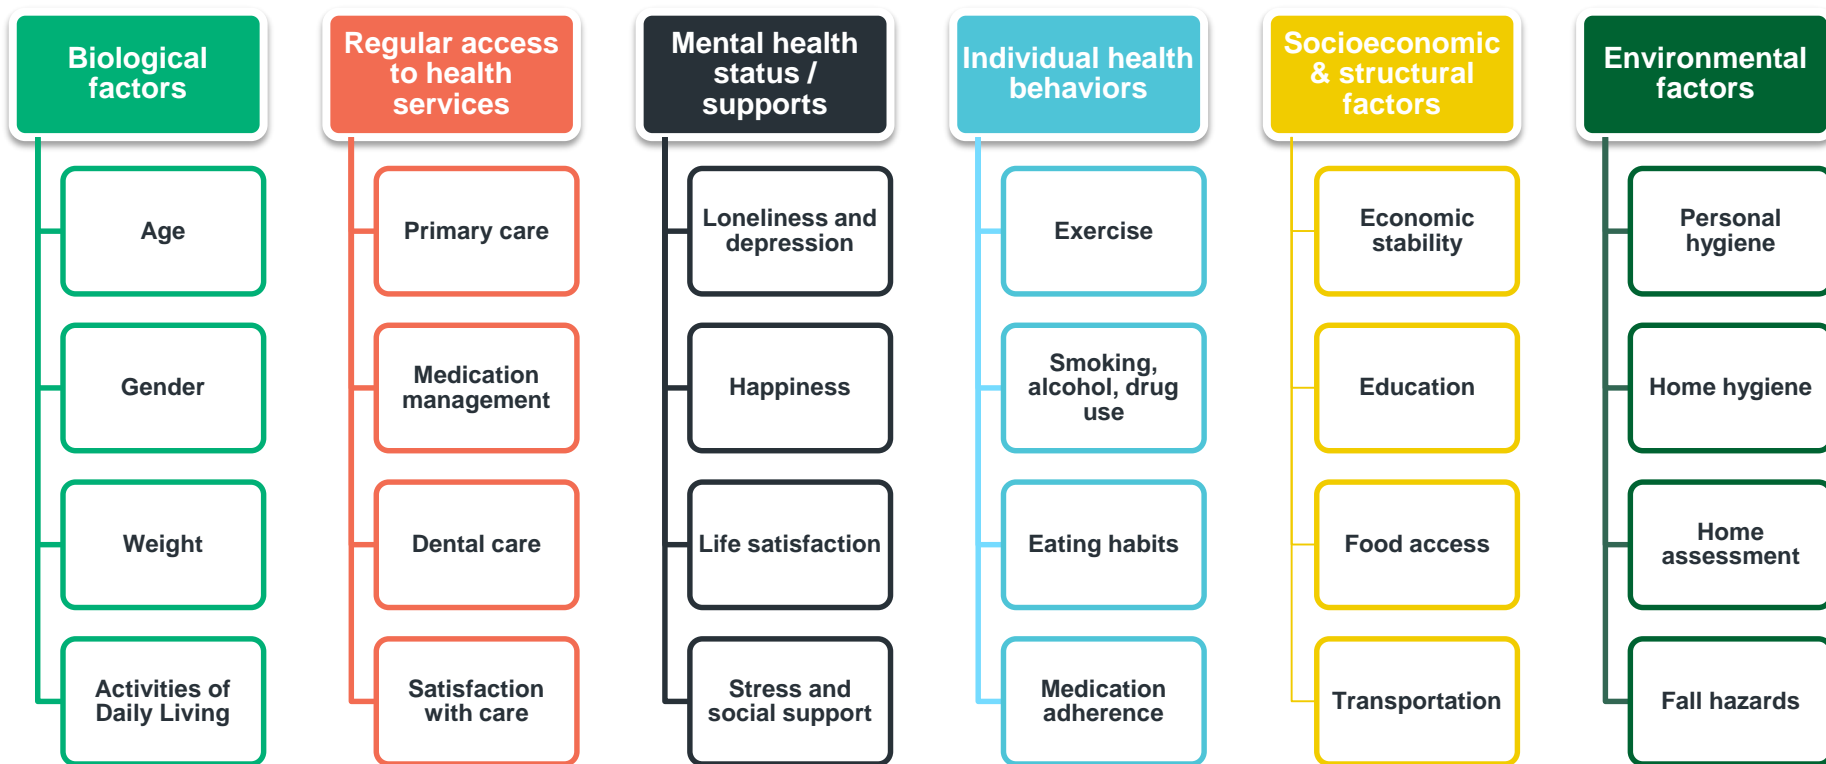 Biological
factors
Age
Gender
Weight
Activities of
Daily Living
Regular access
to health
services
Primary care
Medication
management
Dental care
Satisfaction
with care
Mental health
status /
supports
Loneliness and
depression
Happiness
Life satisfaction
Stress and
social support
Individual health
behaviors
Exercise
Smoking,
alcohol, drug
use
Eating habits
Medication
adherence
Socioeconomic
& structural
factors
Economic
stability
Education
Food access
Transportation
Environmental
factors
Personal
hygiene
Home hygiene
Home
assessment
Fall hazards